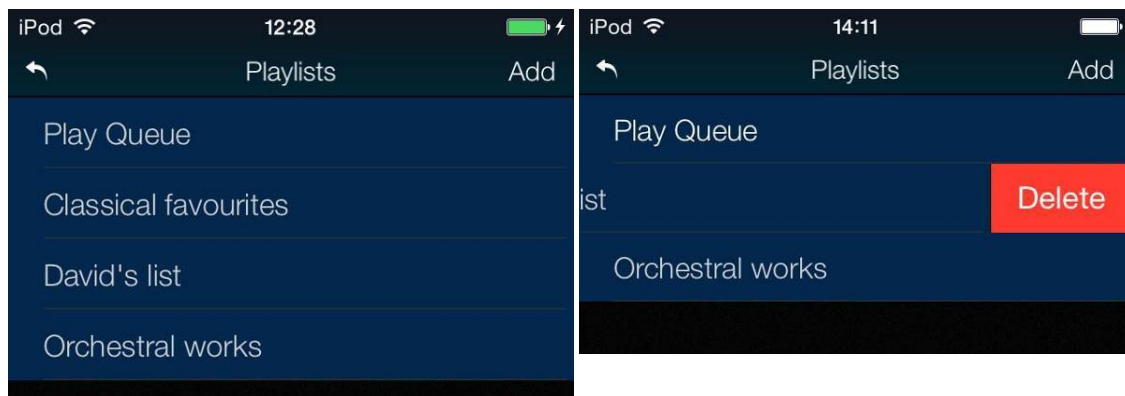 iPod 12:28
Playlists Add
Play Queue
Classical favourites
David's list
Orchestral works
iPod 14:11
Playlists Add
Play Queue
ist Delete
Orchestral works